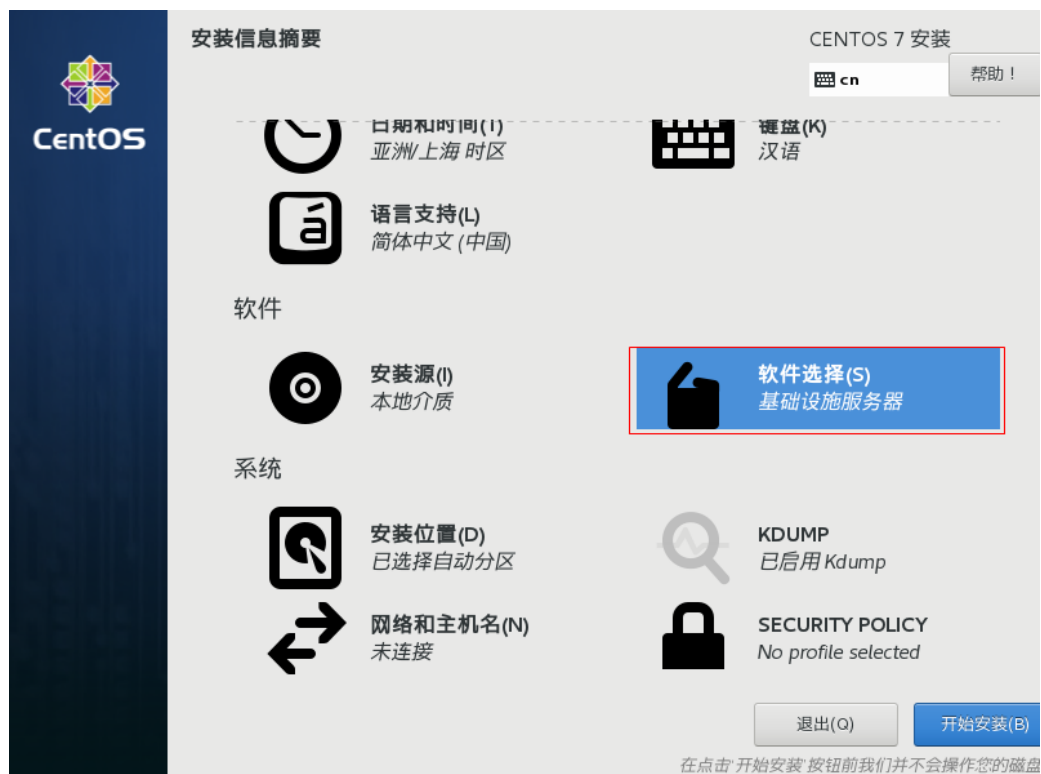 安装信息摘要
CENTOS 7 安装
cn
帮助！
CentOS
日期和时间(T)
亚洲/上海 时区
键盘(K)
汉语
语言支持(L)
简体中文 (中国)
软件
安装源(I)
本地介质
软件选择(S)
基础设施服务器
系统
安装位置(D)
已选择自动分区
KDUMP
已启用 Kdump
网络和主机名(N)
未连接
SECURITY POLICY
No profile selected
退出(Q)
开始安装(B)
在点击'开始安装'按钮前我们并不会操作您的磁盘